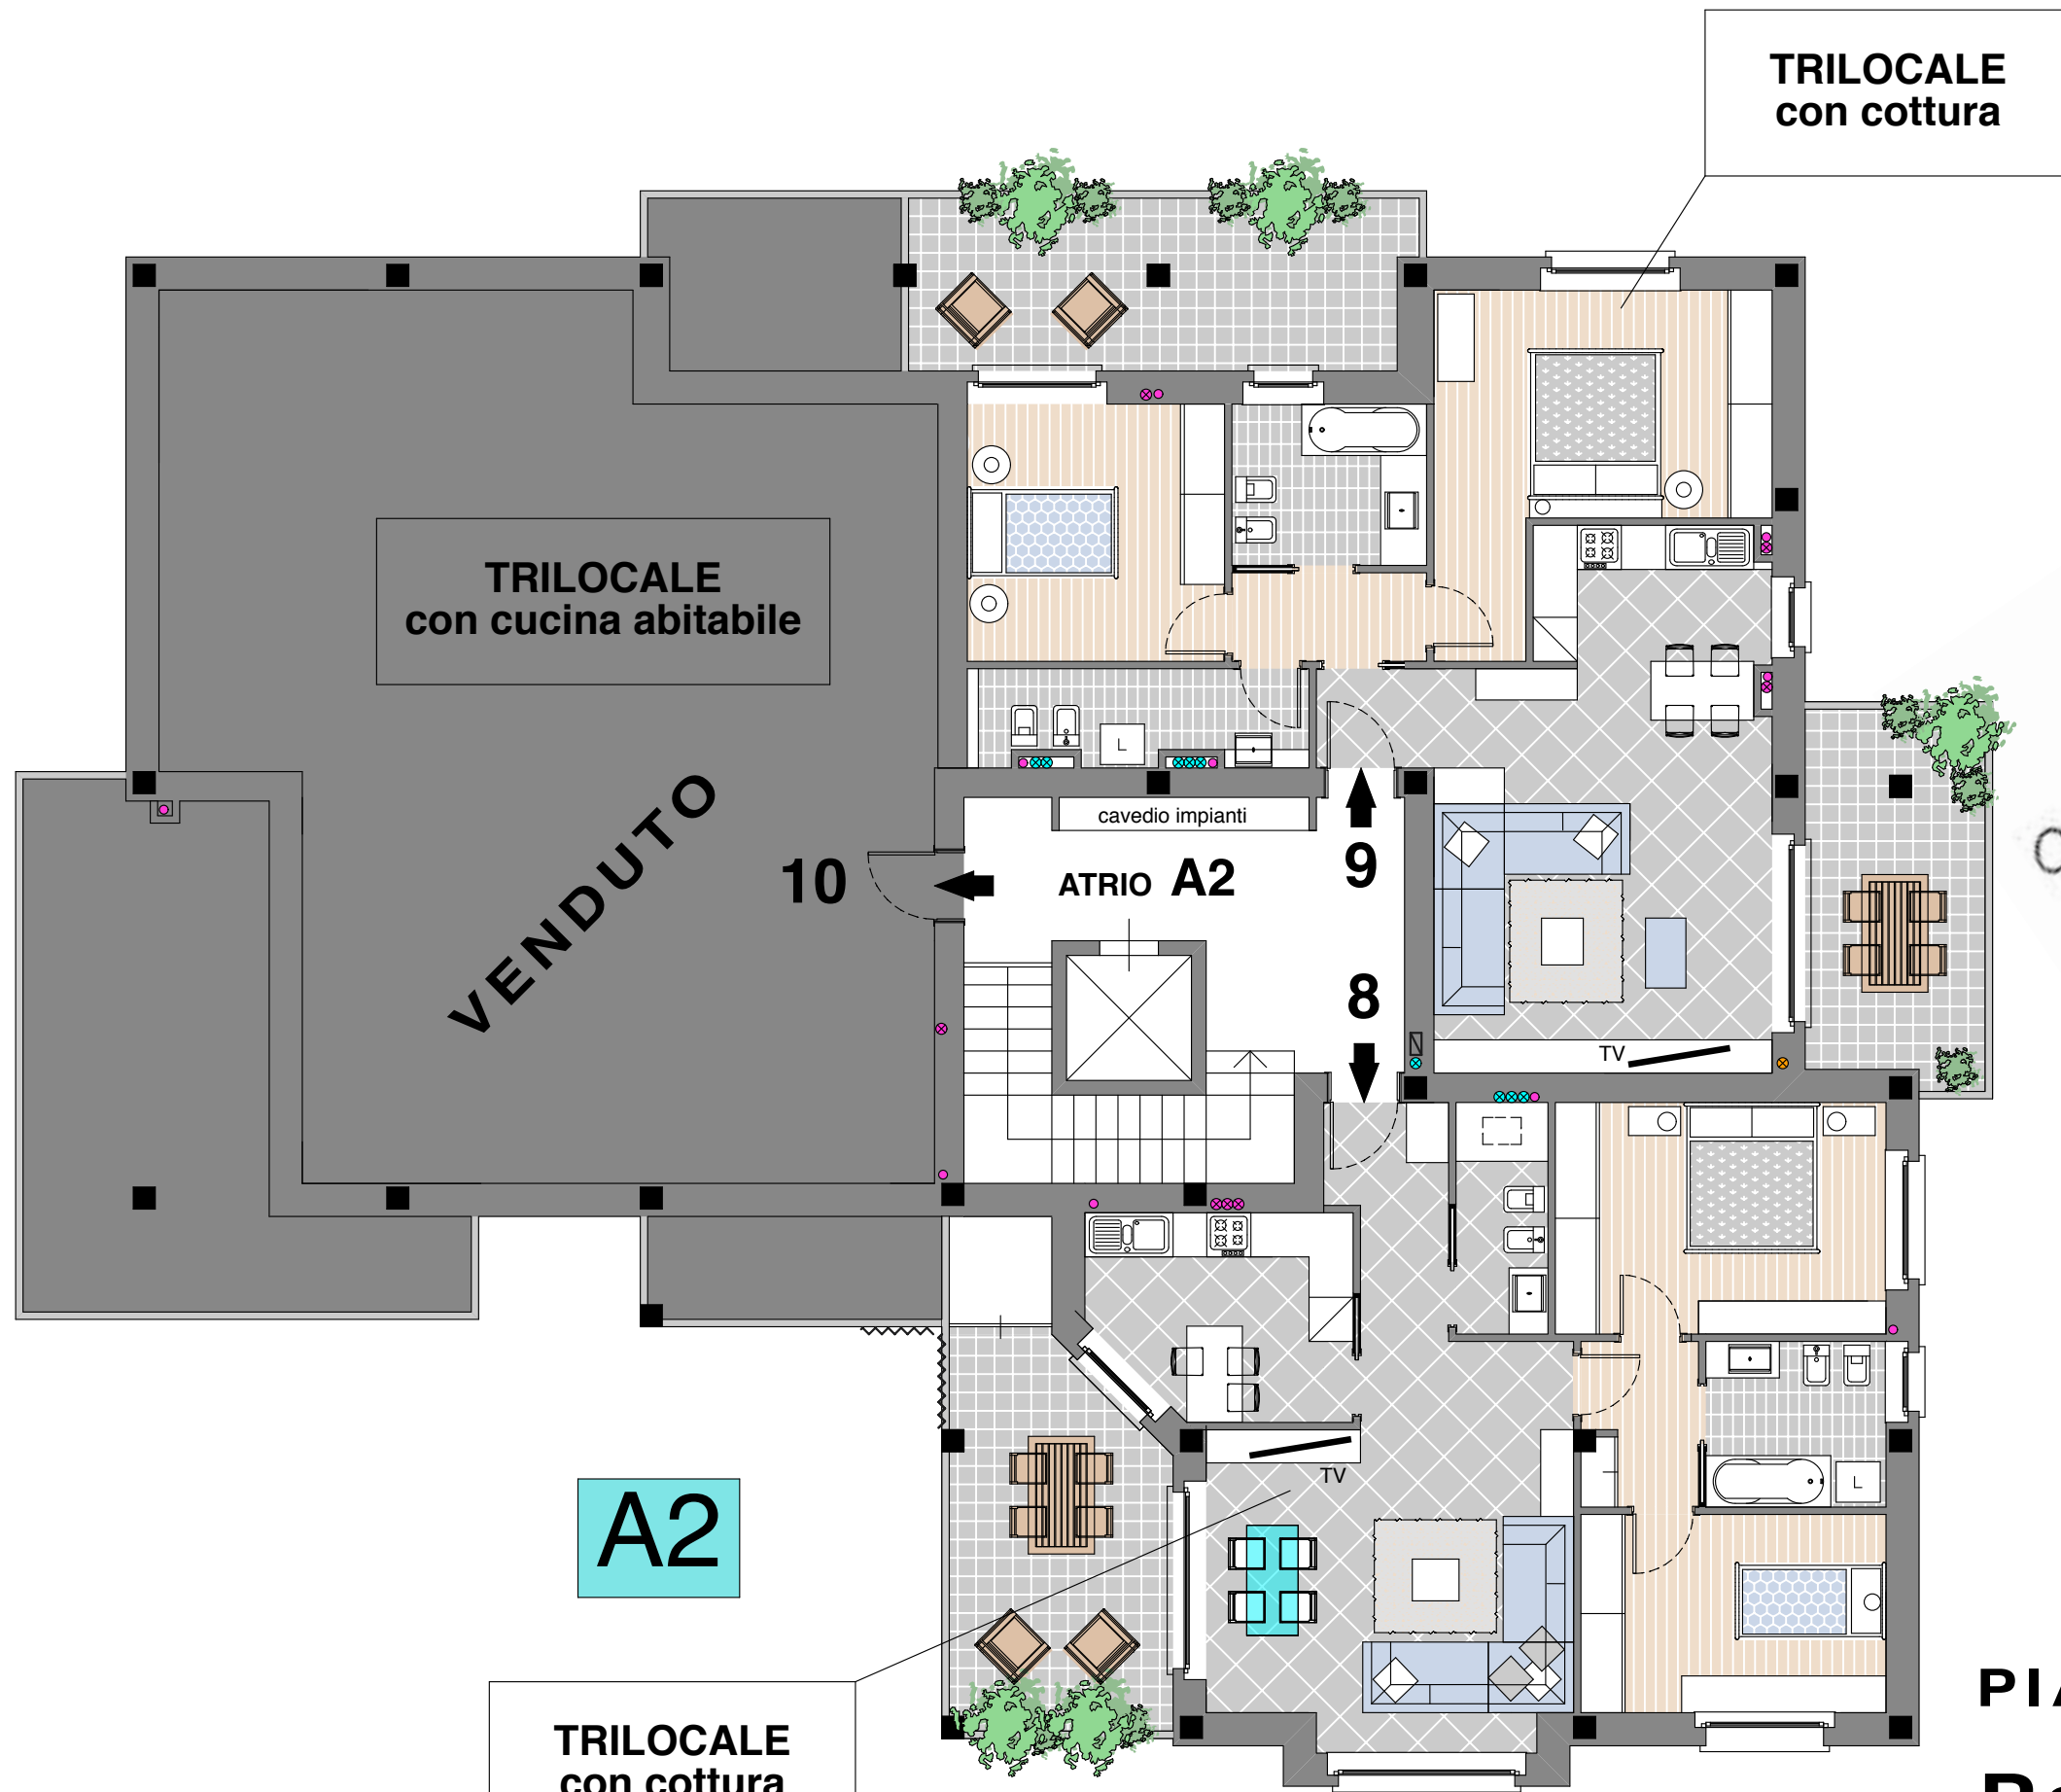 TRILOCALE
con cottura
TRILOCALE
con cucina abitabile
VENDUTO
L
cavedio impianti
10
ATRIO A2
9
8
TV
TV
L
A2
TRILOCALE
con cottura
PIA